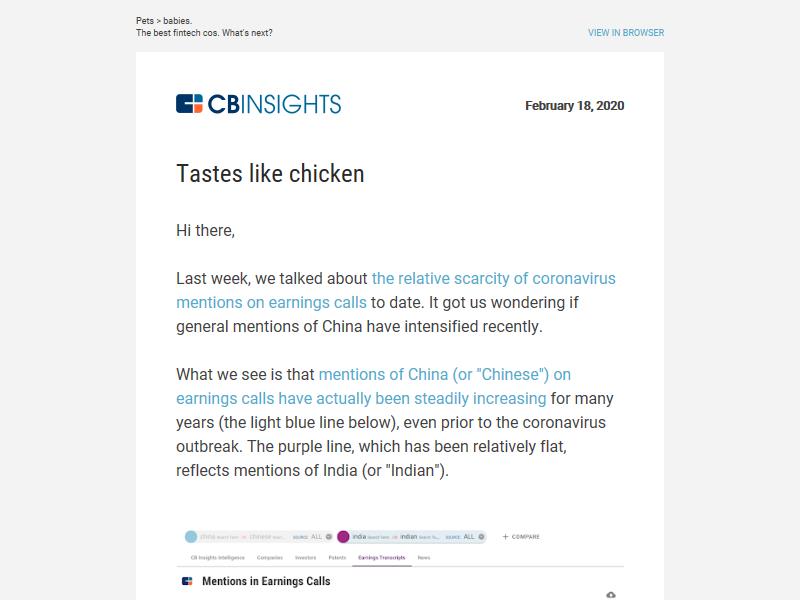 Pets > babies.
The best fintech cos. What's next?
VIEW IN BROWSER
CBINSIGHTS
February 18, 2020
Tastes like chicken
Hi there,
Last week, we talked about the relative scarcity of coronavirus
mentions on earnings calls to date. It got us wondering if
general mentions of China have intensified recently.
What we see is that mentions of China (or "Chinese") on
earnings calls have actually been steadily increasing for many
years (the light blue line below), even prior to the coronavirus
outbreak. The purple line, which has been relatively flat,
reflects mentions of India (or "Indian").
china Search Term OR chinese SOURCE: ALL india Search Term OR indian SOURCE: ALL + COMPARE
CB Insights Intelligence Companies Investors Patents Earnings Transcripts News
Mentions in Earnings Calls